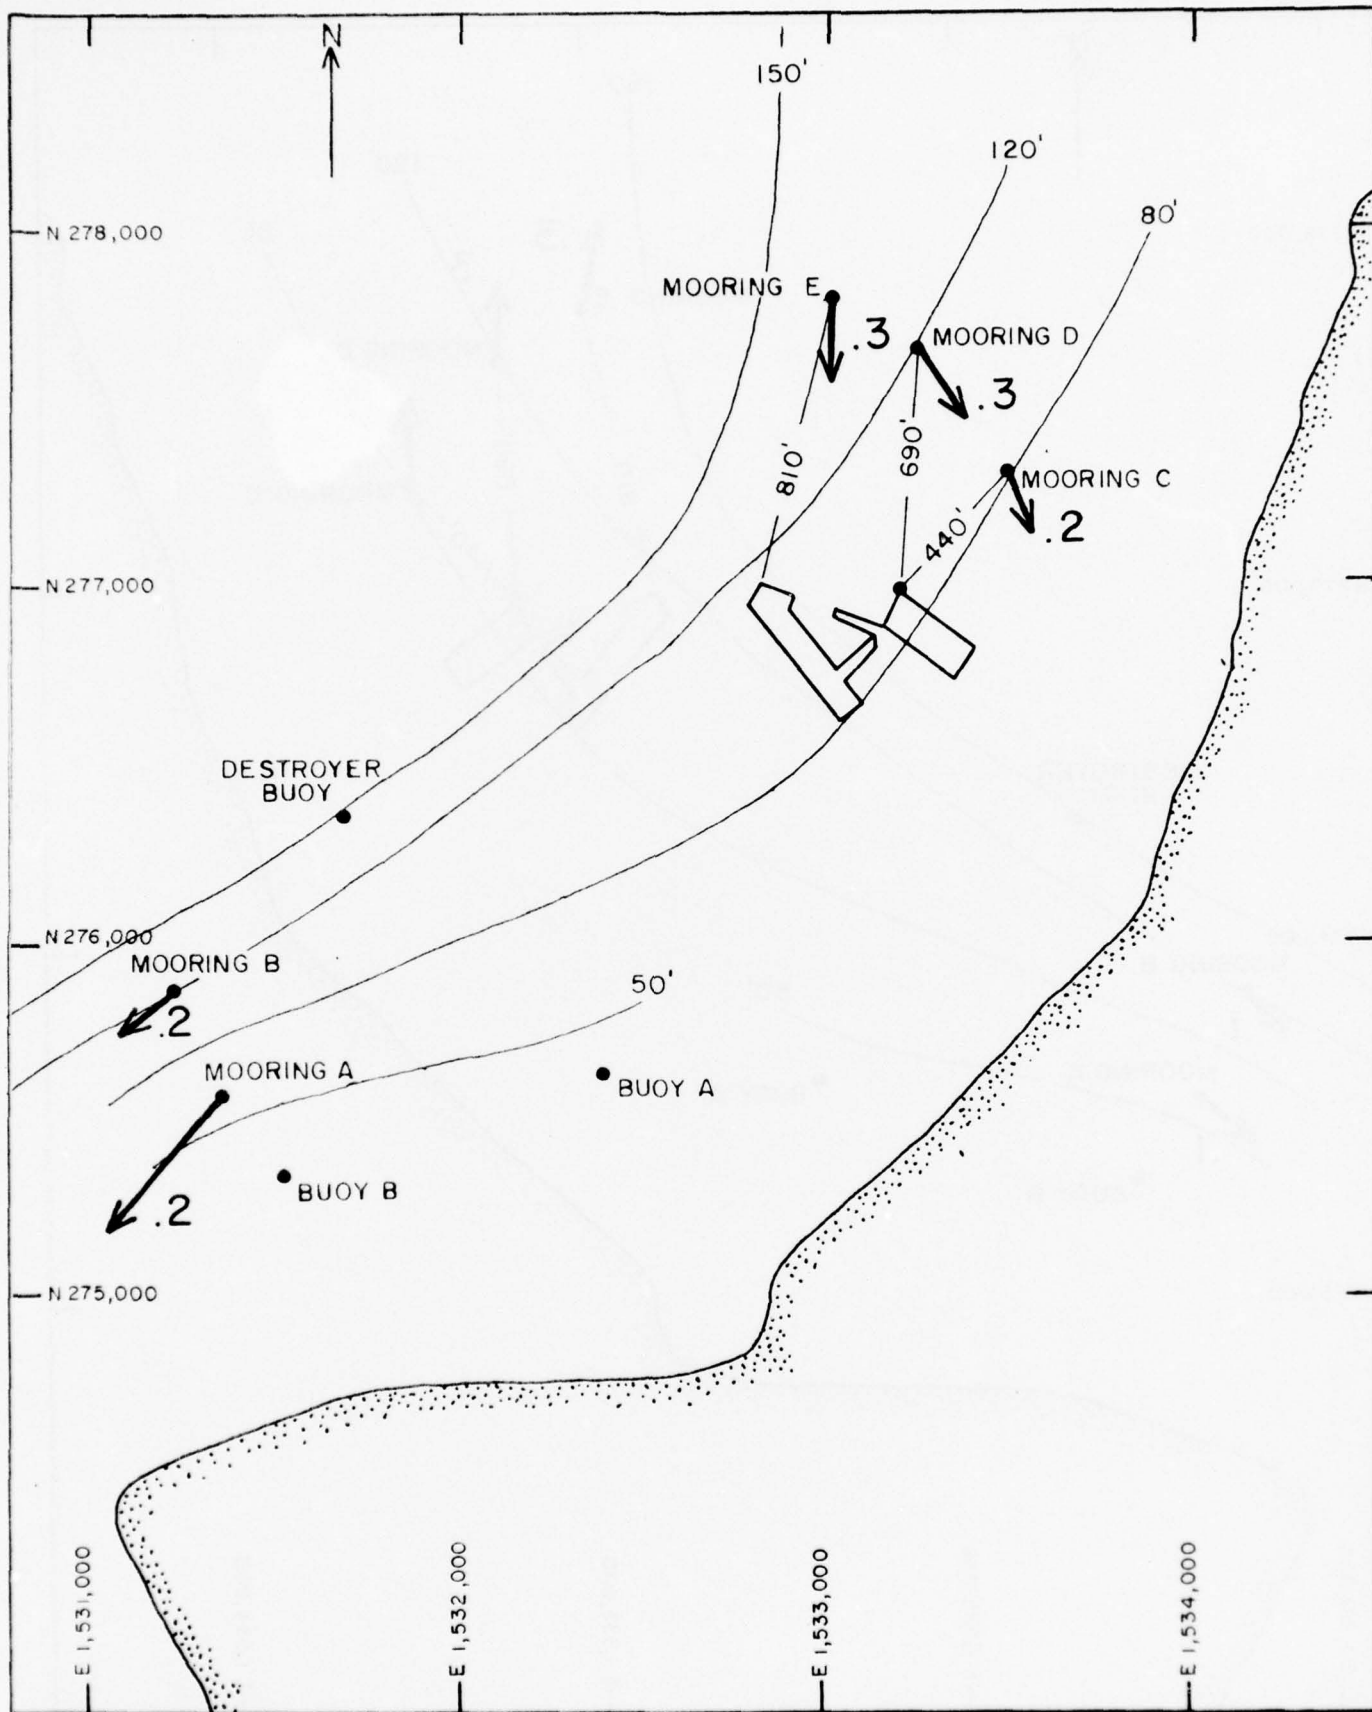 N
150'
120'
80'
N 278,000
MOORING E
.3
MOORING D
.3
810'
690'
MOORING C
440'
.2
N 277,000
DESTROYER
BUOY
N 276,000
MOORING B
.2
50'
MOORING A
BUOY A
BUOY B
.2
N 275,000
E 1,531,000
E 1,532,000
E 1,533,000
E 1,534,000